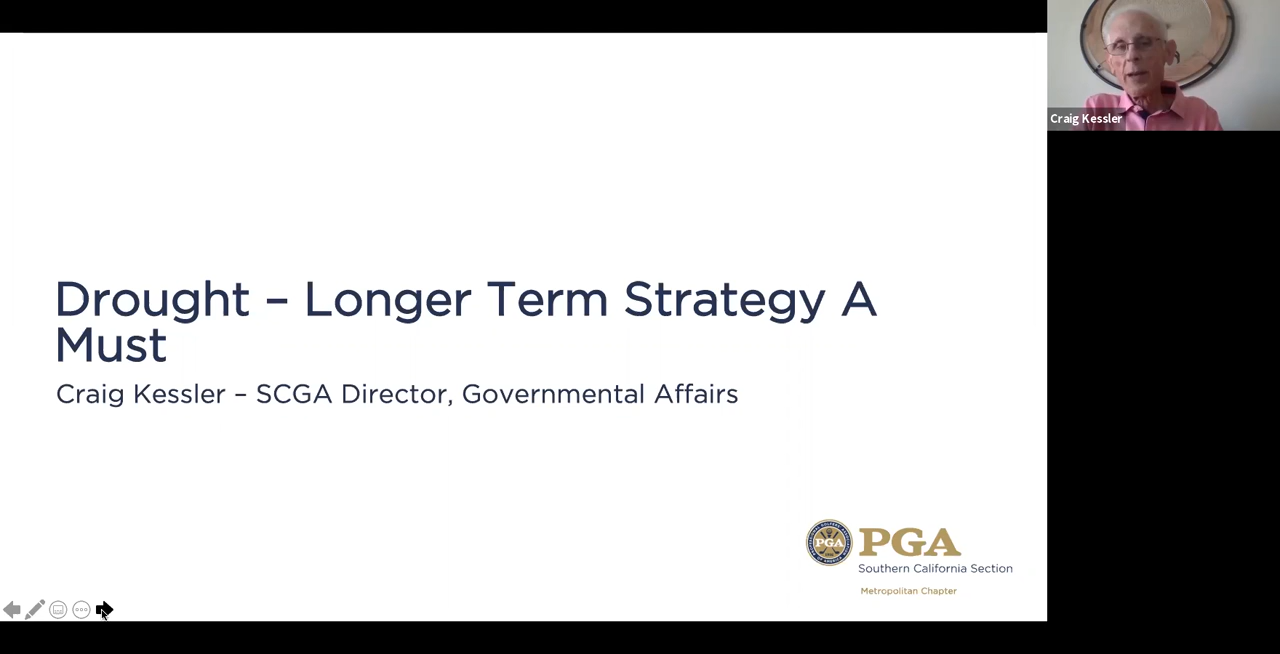 Drought – Longer Term Strategy A
Must
Craig Kessler – SCGA Director, Governmental Affairs
PGA
PGA
Southern California Section
Metropolitan Chapter
Craig Kessler